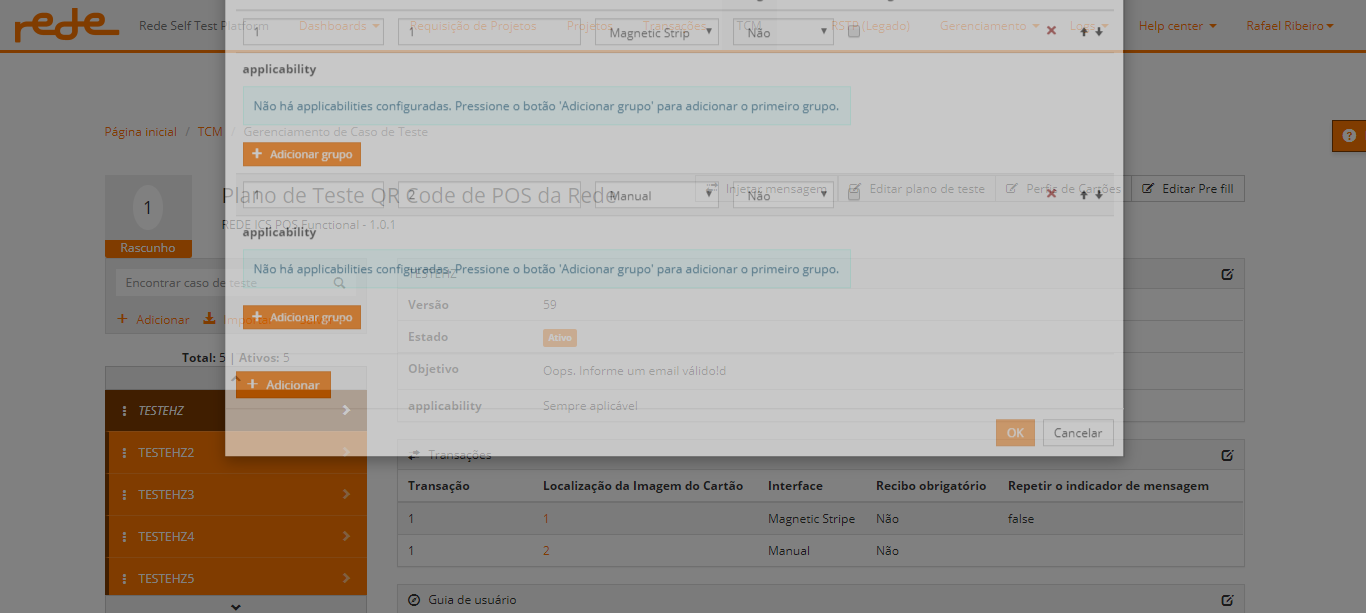 rede
Rede Self Test Platform
Dashboards
Requisição de Projetos
Projetos
Transações
TCM
RSTP (Legado)
Gerenciamento
Logs
Help center
Rafael Ribeiro
1 1 Magnetic Strip Não
applicability
Não há applicabilities configuradas. Pressione o botão 'Adicionar grupo' para adicionar o primeiro grupo.
Página inicial / TCM / Gerenciamento de Caso de Teste
+ Adicionar grupo
1
Rascunho
Plano de Teste QR Code de POS da Rede
REDE ICS POS Functional - 1.0.1
Injetar mensagem
Editar plano de teste
Perfis de Cartões
Editar Pre fill
1 2 Manual Não
applicability
Não há applicabilities configuradas. Pressione o botão 'Adicionar grupo' para adicionar o primeiro grupo.
+ Adicionar grupo
Encontrar caso de teste
+ Adicionar
Total: 5 | Ativos: 5
+ Adicionar
TESTEHZ
TESTEHZ2
TESTEHZ3
TESTEHZ4
TESTEHZ5
TESTEHZ
Versão 59
Estado Ativo
Objetivo Oops. Informe um email válido!d
applicability Sempre aplicável
OK Cancelar
Transações
Transação Localização da Imagem do Cartão Interface Recibo obrigatório Repetir o indicador de mensagem
1 1 Magnetic Stripe Não false
1 2 Manual Não
Guia de usuário